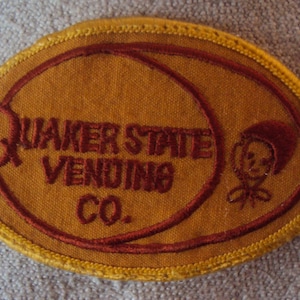 QUAKER STATE
VENDING
CO.